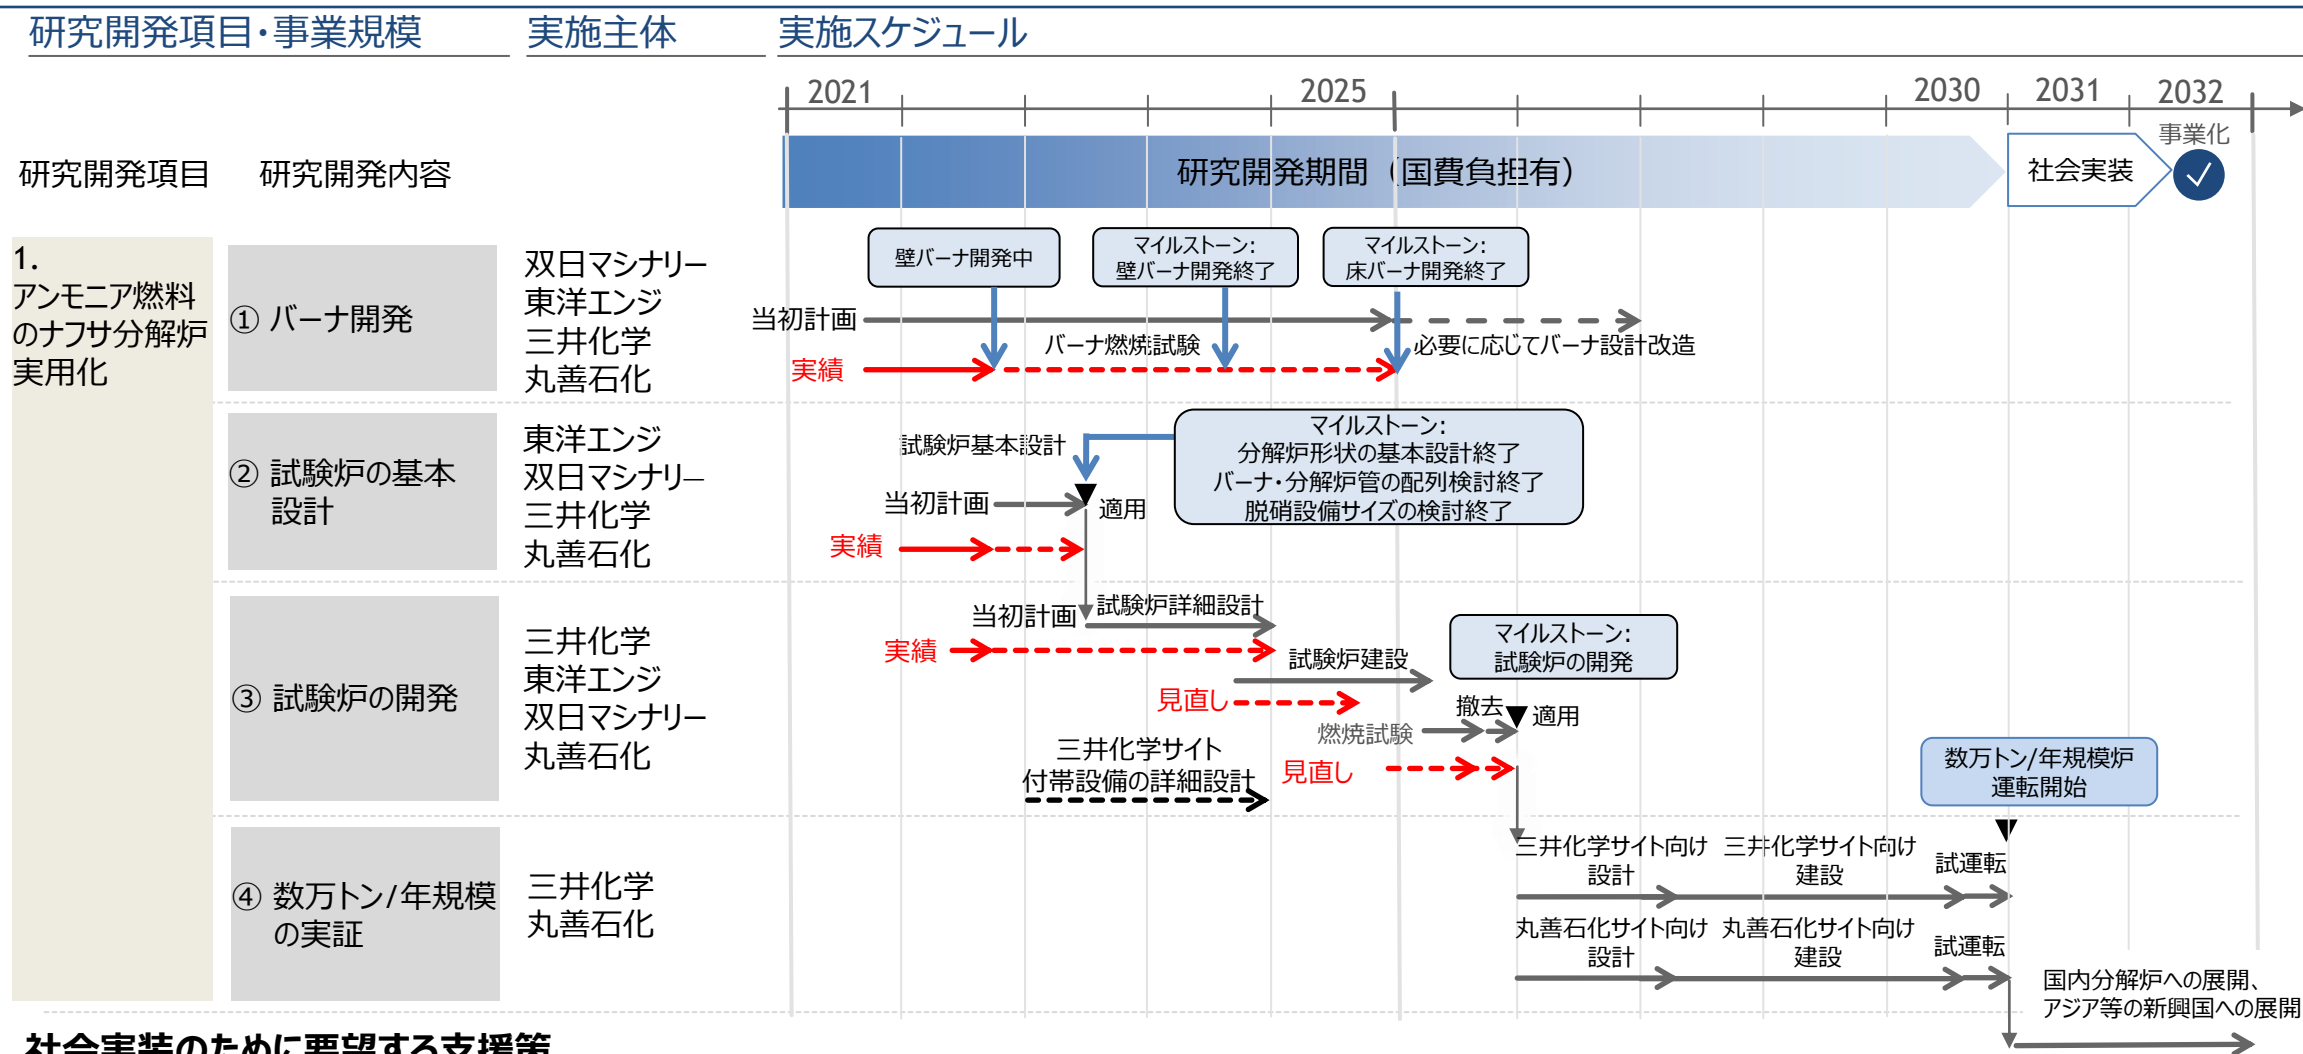 研究開発項目・事業規模
実施主体
実施スケジュール
2021
2025
2030
2031
2032
事業化
研究開発項目
研究開発内容
研究開発期間（国費負担有）
社会実装
1.
アンモニア燃料
のナフサ分解炉
実用化
① バーナ開発
双日マシナリー
東洋エンジ
三井化学
丸善石化
壁バーナ開発中
マイルストーン:
壁バーナ開発終了
マイルストーン:
床バーナ開発終了
当初計画
バーナ燃焼試験
必要に応じてバーナ設計改造
実績
② 試験炉の基本
設計
東洋エンジ
双日マシナリー
三井化学
丸善石化
試験炉基本設計
マイルストーン:
分解炉形状の基本設計終了
バーナ・分解炉管の配列検討終了
脱硝設備サイズの検討終了
当初計画
適用
実績
③ 試験炉の開発
三井化学
東洋エンジ
双日マシナリー
丸善石化
当初計画
試験炉詳細設計
実績
試験炉建設
マイルストーン:
試験炉の開発
見直し
撤去
適用
燃焼試験
三井化学サイト
付帯設備の詳細設計
見直し
数万トン/年規模炉
運転開始
④ 数万トン/年規模
の実証
三井化学
丸善石化
三井化学サイト向け
設計
三井化学サイト向け
建設
試運転
丸善石化サイト向け
設計
丸善石化サイト向け
建設
試運転
国内分解炉への展開、
アジア等の新興国への展開
社会実装のために要望する支援策